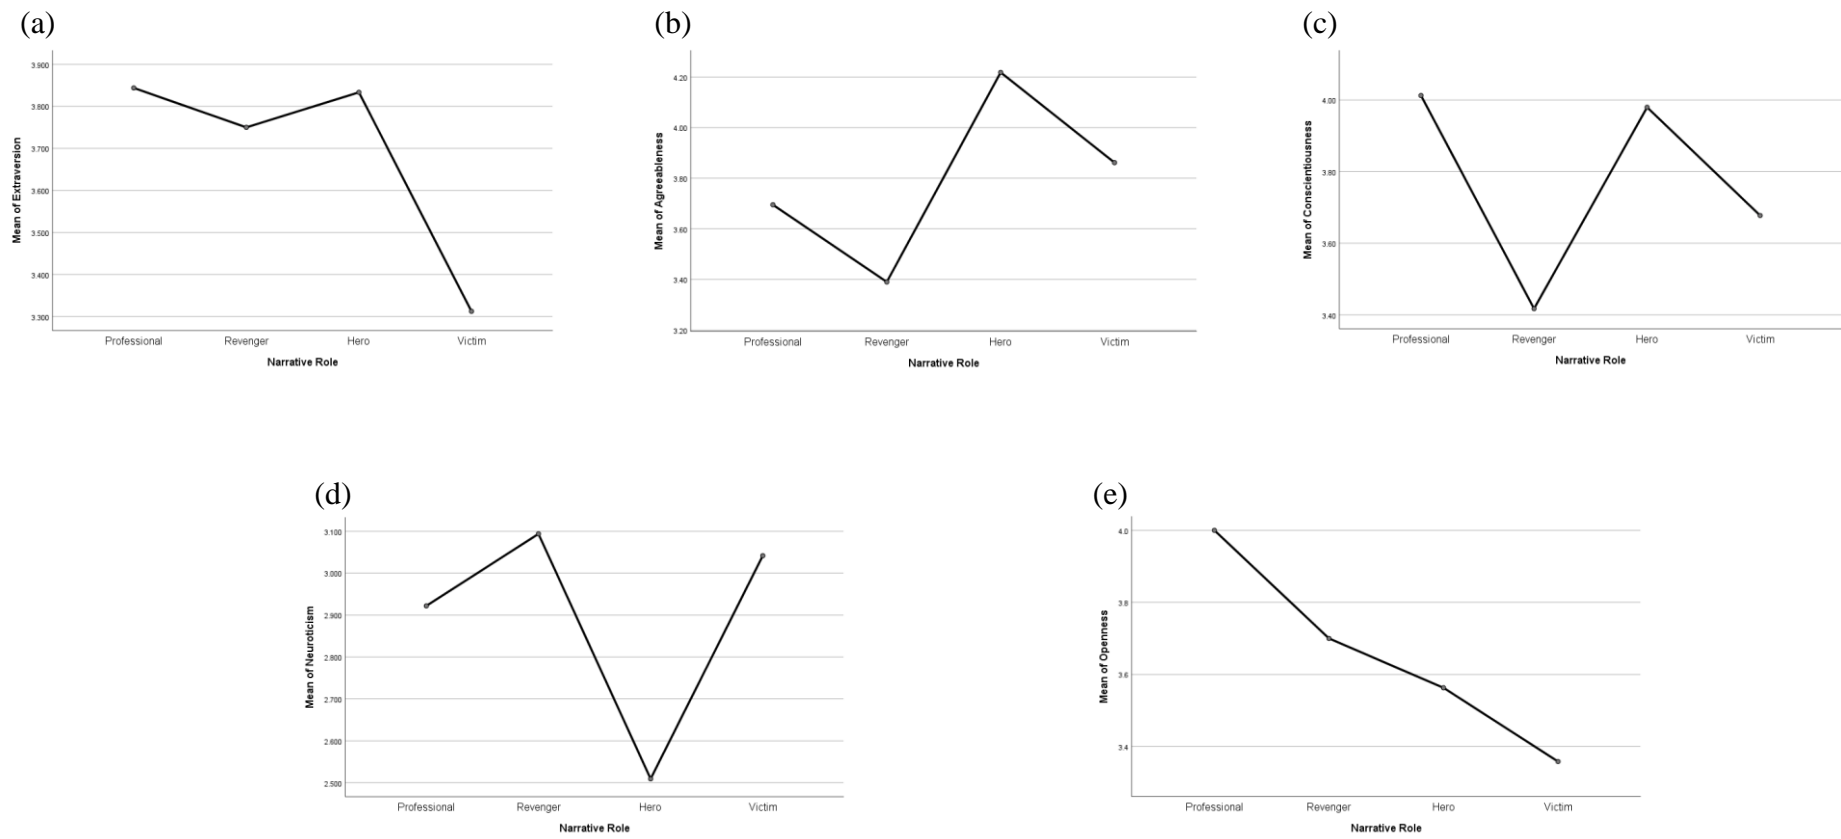 (a)
Mean of Extraversion
3.900
3.800
3.700
3.600
3.500
3.400
3.300
Professional Revenger Hero Victim
Narrative Role
(b)
Mean of Agreeableness
4.20
4.00
3.80
3.60
3.40
3.20
Professional Revenger Hero Victim
Narrative Role
(c)
Mean of Conscientiousness
4.00
3.80
3.60
3.40
Professional Revenger Hero Victim
Narrative Role
(d)
Mean of Neuroticism
3.100
3.000
2.900
2.800
2.700
2.600
2.500
Professional Revenger Hero Victim
Narrative Role
(e)
Mean of Openness
4.0
3.8
3.6
3.4
Professional Revenger Hero Victim
Narrative Role